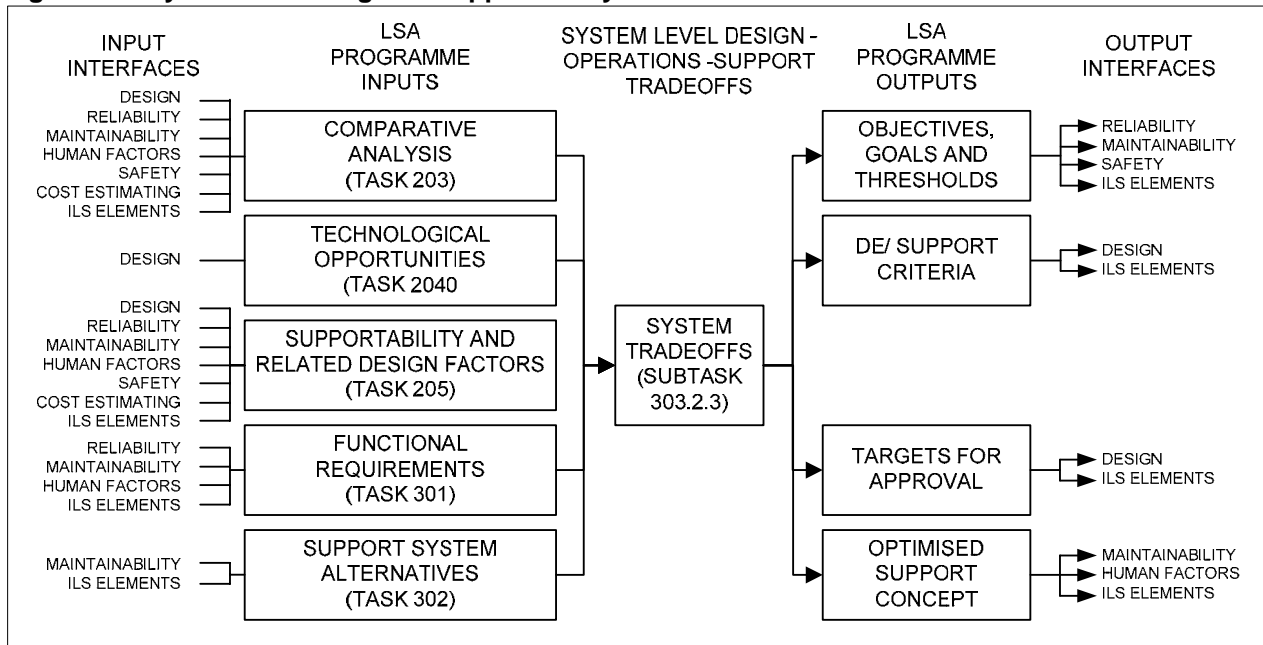 INPUT
INTERFACES
LSA
PROGRAMME
INPUTS
SYSTEM LEVEL DESIGN -
OPERATIONS -SUPPORT
TRADEOFFS
LSA
PROGRAMME
OUTPUTS
OUTPUT
INTERFACES
DESIGN
RELIABILITY
MAINTAINABILITY
HUMAN FACTORS
SAFETY
COST ESTIMATING
ILS ELEMENTS
COMPARATIVE
ANALYSIS
(TASK 203)
DESIGN
TECHNOLOGICAL
OPPORTUNITIES
(TASK 2040
DESIGN
RELIABILITY
MAINTAINABILITY
HUMAN FACTORS
SAFETY
COST ESTIMATING
ILS ELEMENTS
SUPPORTABILITY AND
RELATED DESIGN FACTORS
(TASK 205)
RELIABILITY
MAINTAINABILITY
HUMAN FACTORS
ILS ELEMENTS
FUNCTIONAL
REQUIREMENTS
(TASK 301)
MAINTAINABILITY
ILS ELEMENTS
SUPPORT SYSTEM
ALTERNATIVES
(TASK 302)
SYSTEM
TRADEOFFS
(SUBTASK
303.2.3)
OBJECTIVES,
GOALS AND
THRESHOLDS
RELIABILITY
MAINTAINABILITY
SAFETY
ILS ELEMENTS
DE/ SUPPORT
CRITERIA
DESIGN
ILS ELEMENTS
TARGETS FOR
APPROVAL
DESIGN
ILS ELEMENTS
OPTIMISED
SUPPORT
CONCEPT
MAINTAINABILITY
HUMAN FACTORS
ILS ELEMENTS